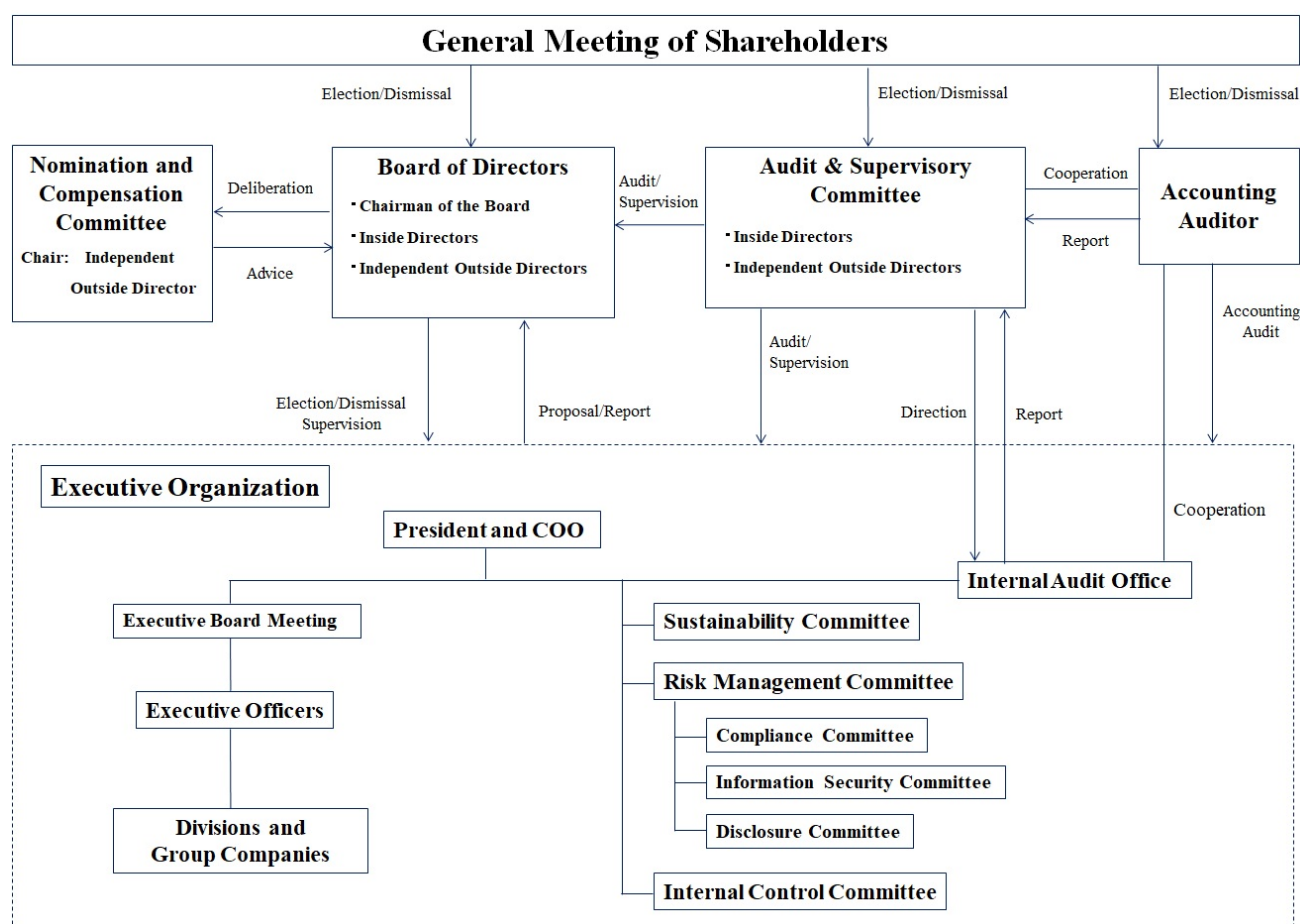 General Meeting of Shareholders
Election/Dismissal
Election/Dismissal
Election/Dismissal
Nomination and
Compensation
Committee
Chair: Independent
Outside Director
Deliberation
Advice
Board of Directors
・Chairman of the Board
・Inside Directors
・Independent Outside Directors
Audit/
Supervision
Audit & Supervisory
Committee
・Inside Directors
・Independent Outside Directors
Cooperation
Report
Accounting
Auditor
Election/Dismissal
Supervision
Proposal/Report
Audit/
Supervision
Direction
Report
Accounting
Audit
Executive Organization
President and COO
Cooperation
Internal Audit Office
Executive Board Meeting
Executive Officers
Divisions and
Group Companies
Sustainability Committee
Risk Management Committee
Compliance Committee
Information Security Committee
Disclosure Committee
Internal Control Committee